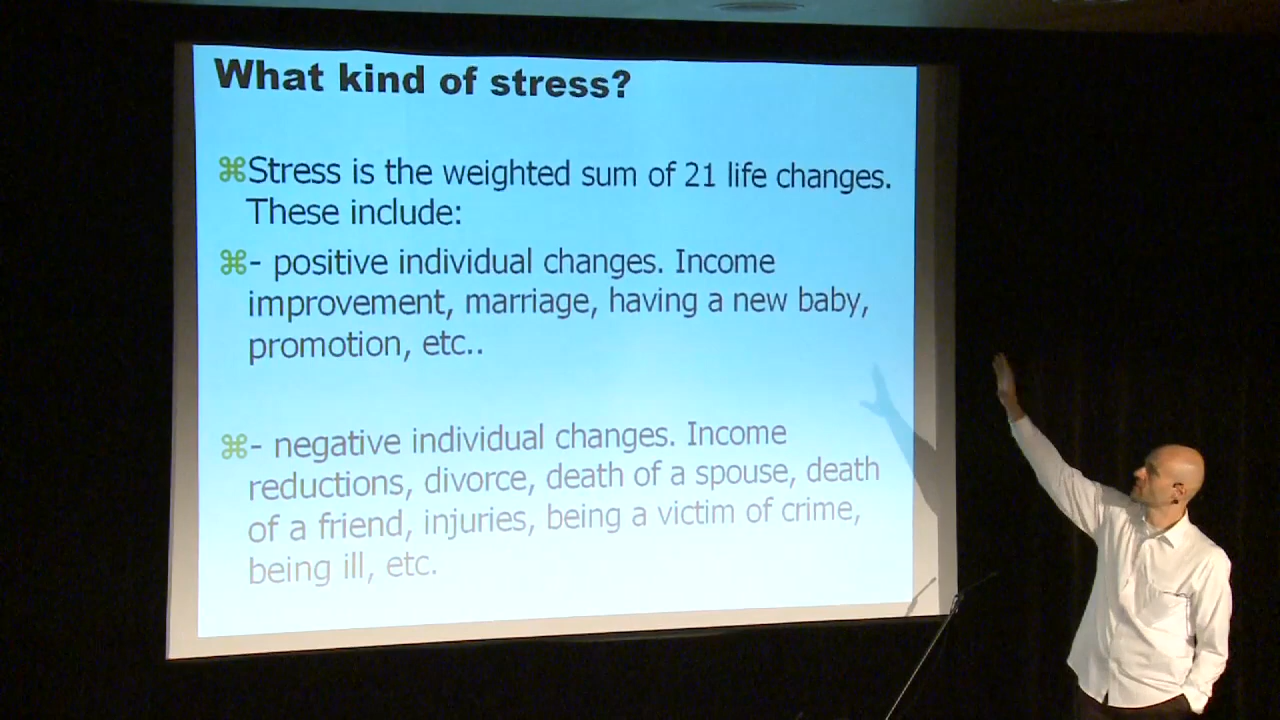 What kind of stress?
⌘Stress is the weighted sum of 21 life changes.
These include:
⌘- positive individual changes. Income
improvement, marriage, having a new baby,
promotion, etc..
⌘- negative individual changes. Income
reductions, divorce, death of a spouse, death
of a friend, injuries, being a victim of crime,
being ill, etc.